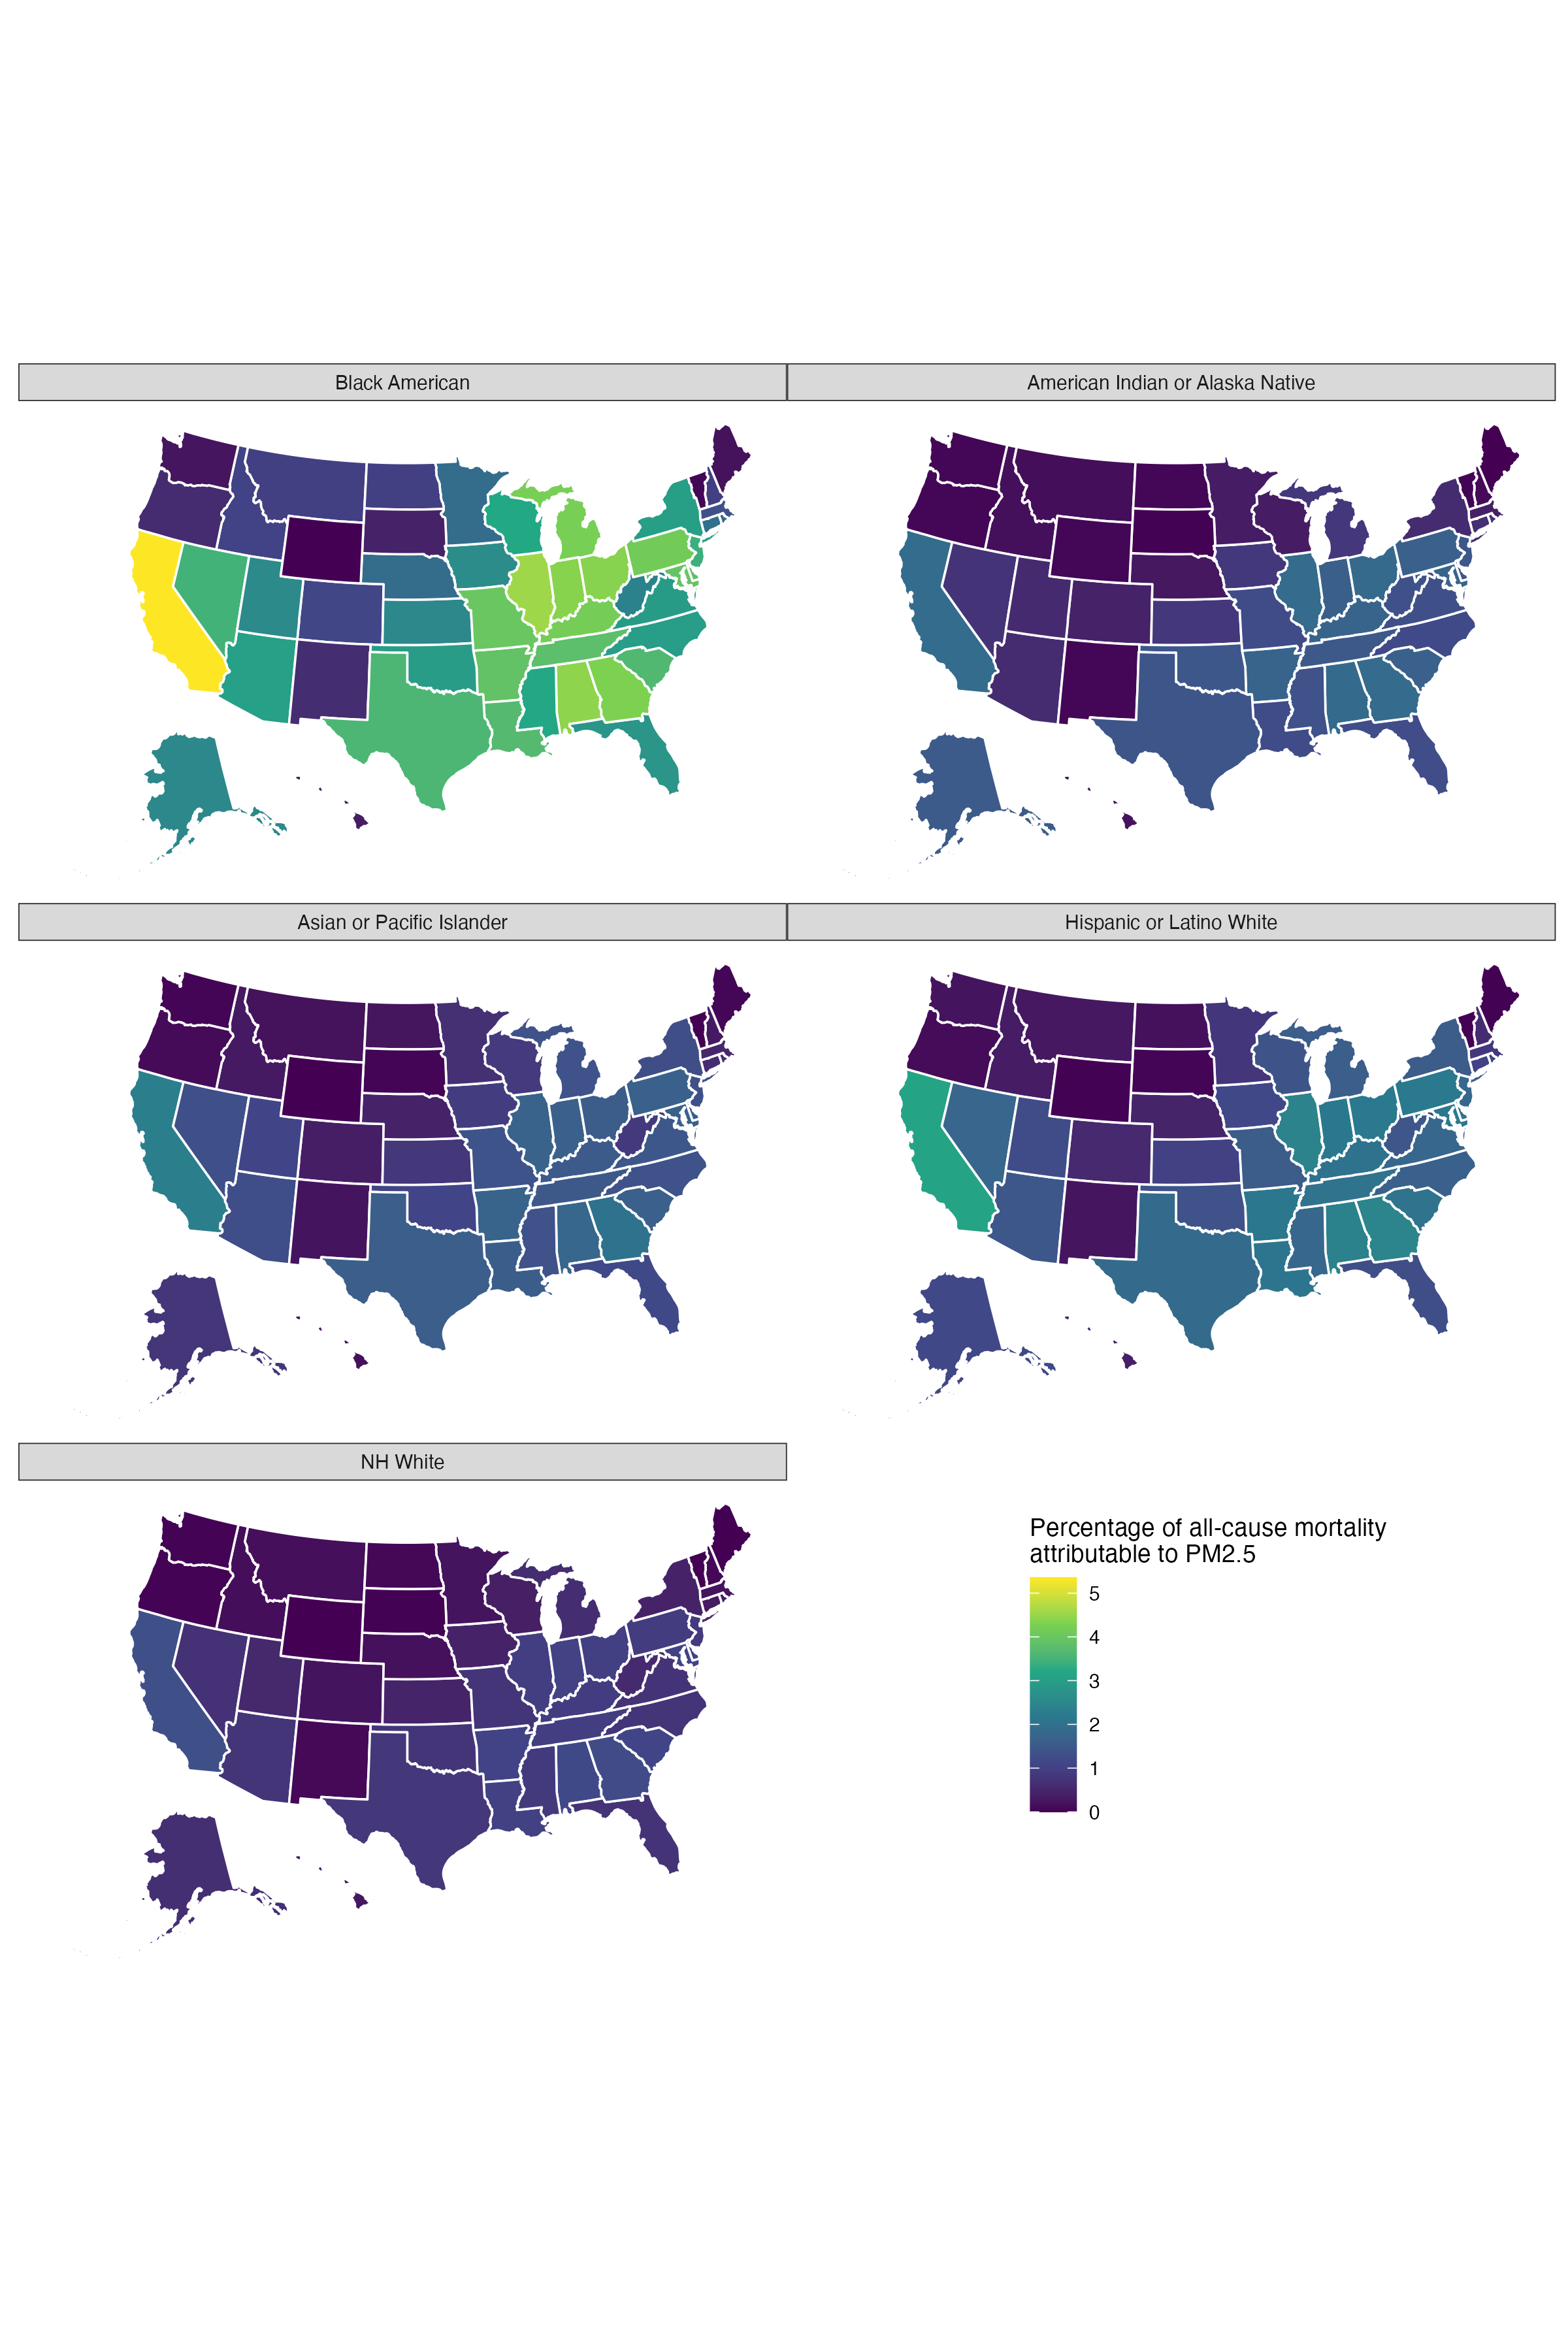 Black American
American Indian or Alaska Native
Asian or Pacific Islander
Hispanic or Latino White
NH White
Percentage of all-cause mortality
attributable to PM2.5
5
4
3
2
1
0